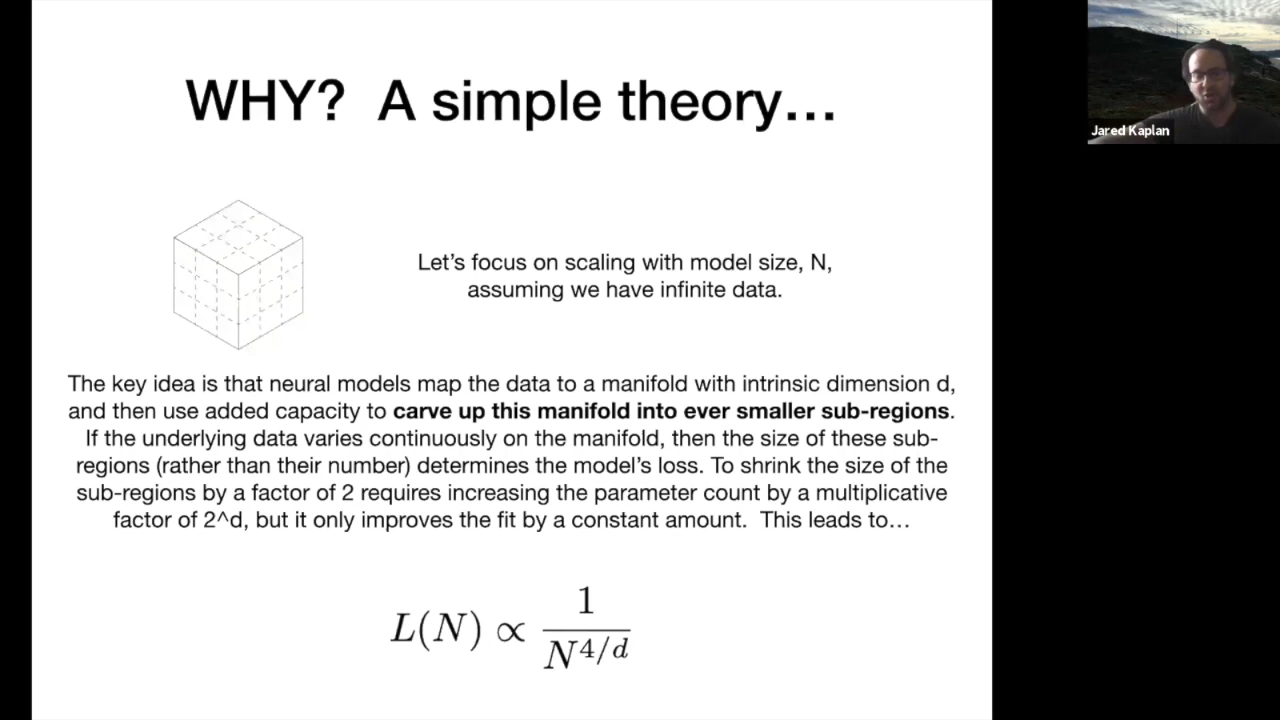 WHY? A simple theory…
Jared Kaplan
Let's focus on scaling with model size, N,
assuming we have infinite data.
The key idea is that neural models map the data to a manifold with intrinsic dimension d,
and then use added capacity to carve up this manifold into ever smaller sub-regions.
If the underlying data varies continuously on the manifold, then the size of these sub-
regions (rather than their number) determines the model's loss. To shrink the size of the
sub-regions by a factor of 2 requires increasing the parameter count by a multiplicative
factor of 2^d, but it only improves the fit by a constant amount. This leads to…
L(N) ∝ 1 / N^{4/d}